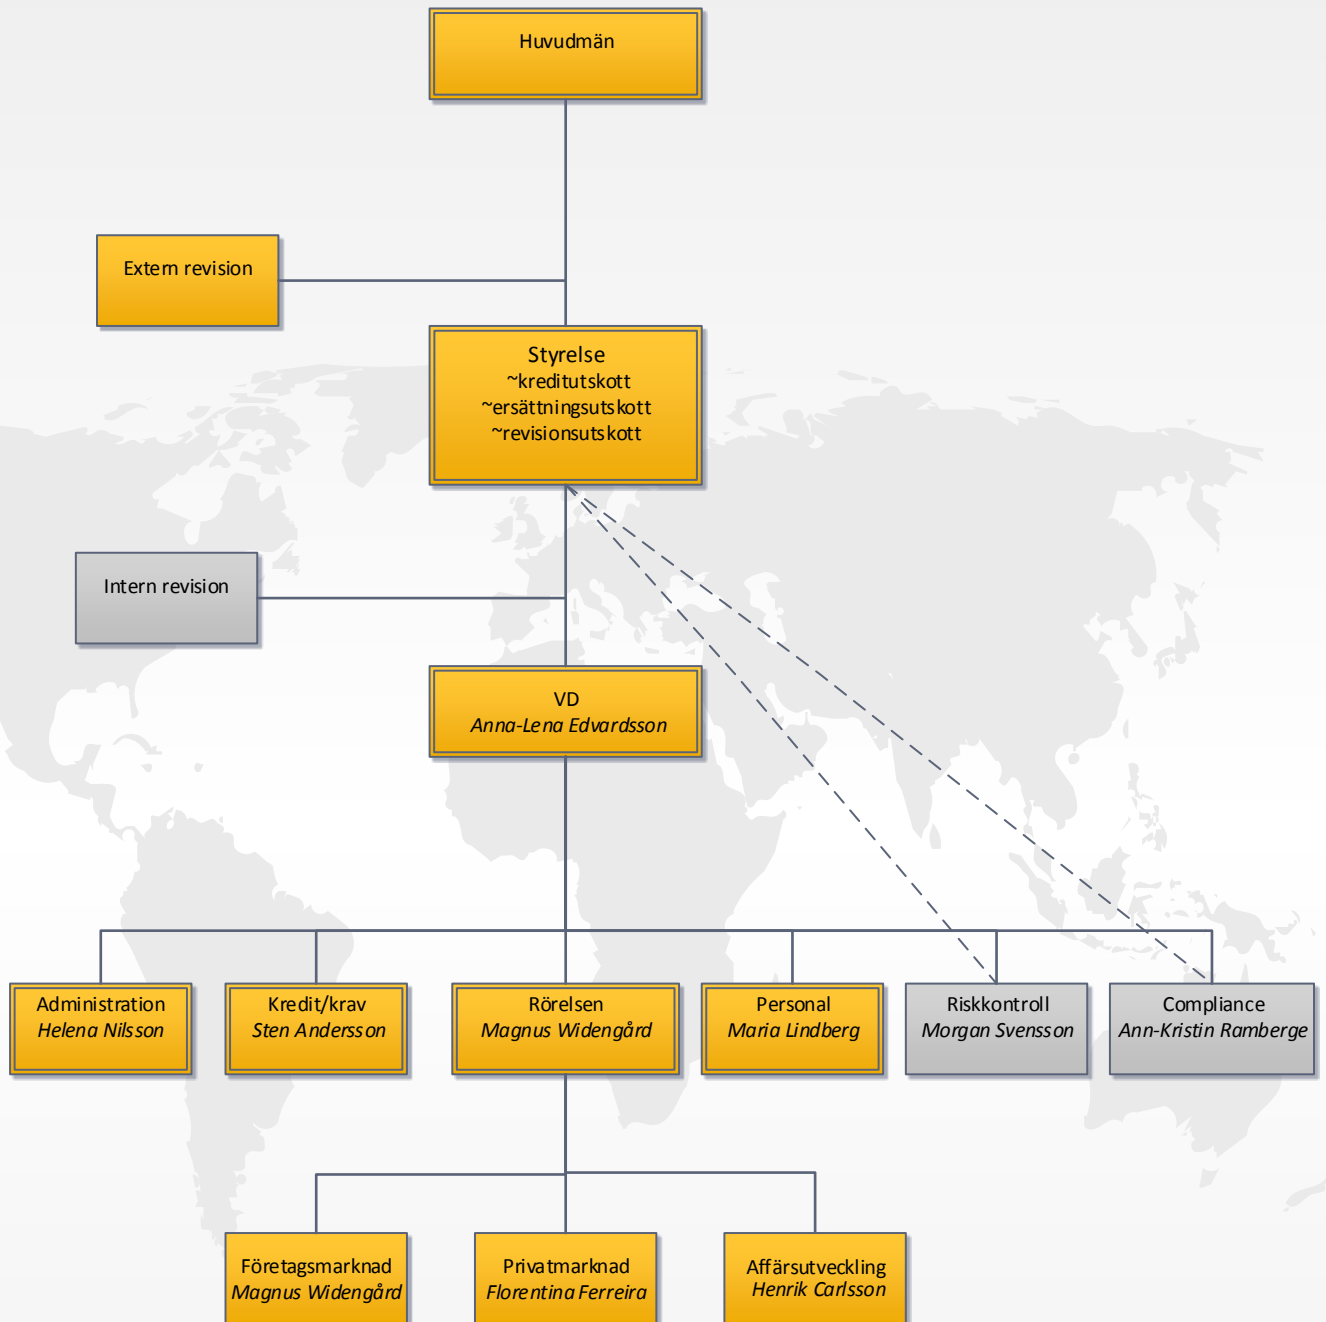 Huvudmän
Extern revision
Styrelse
~kreditutskott
~ersättningsutskott
~revisionsutskott
Intern revision
VD
Anna-Lena Edvardsson
Administration
Helena Nilsson
Kredit/krav
Sten Andersson
Rörelsen
Magnus Widengård
Personal
Maria Lindberg
Riskkontroll
Morgan Svensson
Compliance
Ann-Kristin Ramberge
Företagsmarknad
Magnus Widengård
Privatmarknad
Florentina Ferreira
Affärsutveckling
Henrik Carlsson